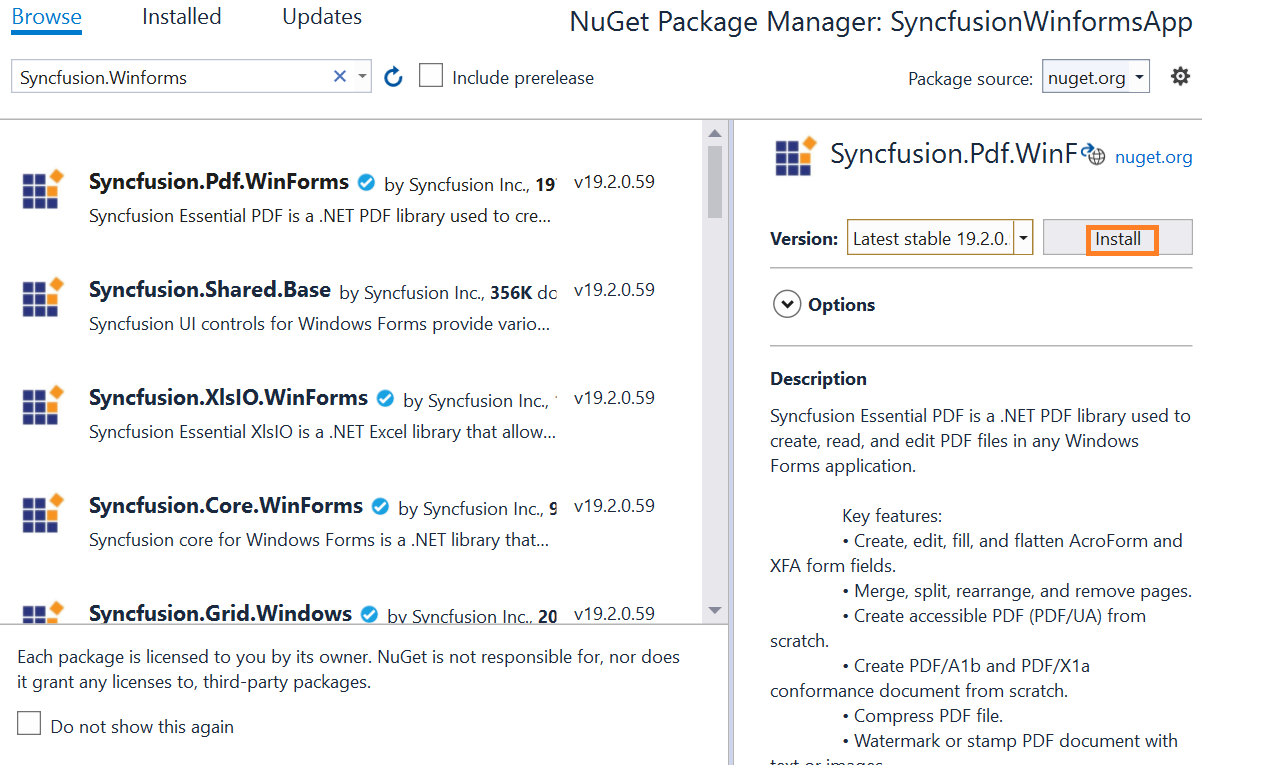 Browse Installed Updates NuGet Package Manager: SyncfusionWinformsApp
Syncfusion.Winforms Include prerelease Package source: nuget.org
Syncfusion.Pdf.WinForms by Syncfusion Inc., 19 v19.2.0.59
Syncfusion Essential PDF is a .NET PDF library used to cre...
Syncfusion.Shared.Base by Syncfusion Inc., 356K do v19.2.0.59
Syncfusion UI controls for Windows Forms provide vario...
Syncfusion.XlsIO.WinForms by Syncfusion Inc., v19.2.0.59
Syncfusion Essential XlsIO is a .NET Excel library that allow...
Syncfusion.Core.WinForms by Syncfusion Inc., 9 v19.2.0.59
Syncfusion core for Windows Forms is a .NET library that...
Syncfusion.Grid.Windows by Syncfusion Inc., 20 v19.2.0.59
Each package is licensed to you by its owner. NuGet is not responsible for, nor does
it grant any licenses to, third-party packages.
Do not show this again
Syncfusion.Pdf.WinF nuget.org
Version: Latest stable 19.2.0. Install
Options
Description
Syncfusion Essential PDF is a .NET PDF library used to
create, read, and edit PDF files in any Windows
Forms application.
Key features:
• Create, edit, fill, and flatten AcroForm and
XFA form fields.
• Merge, split, rearrange, and remove pages.
• Create accessible PDF (PDF/UA) from
scratch.
• Create PDF/A1b and PDF/X1a
conformance document from scratch.
• Compress PDF file.
• Watermark or stamp PDF document with
text or images.